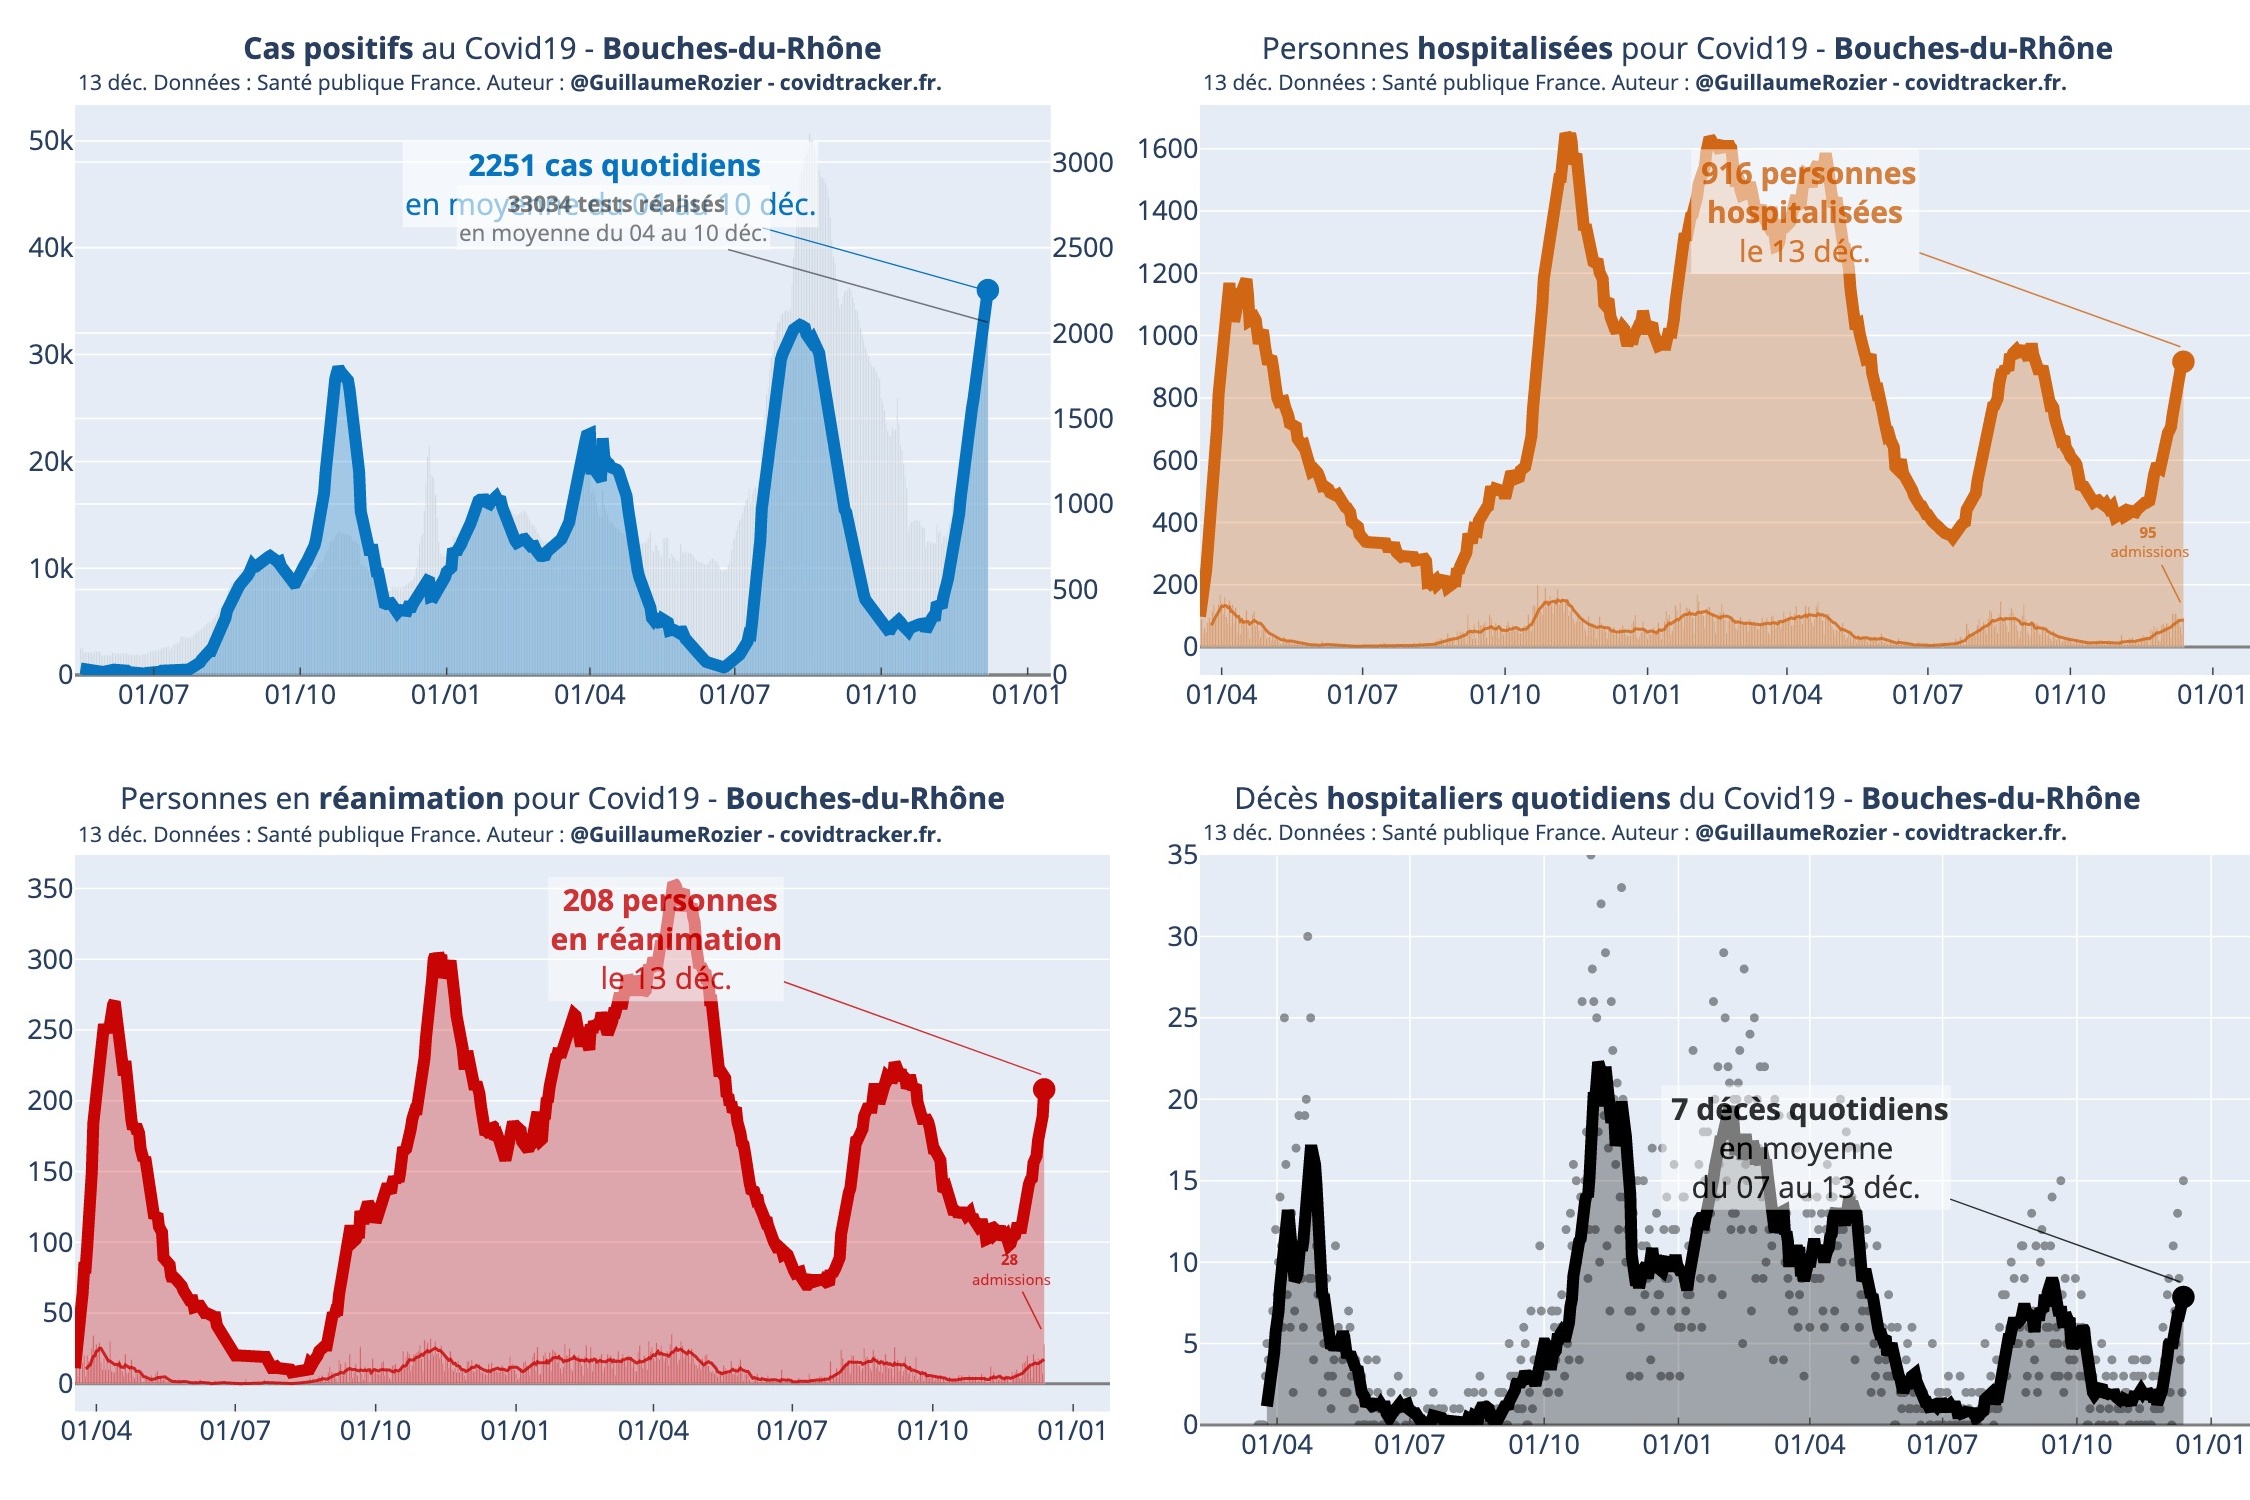 Cas positifs au Covid19 - Bouches-du-Rhône
13 déc. Données : Santé publique France. Auteur : @GuillaumeRozier - covidtracker.fr.
50k
40k
30k
20k
10k
0
3000
2500
2000
1500
1000
500
0
2251 cas quotidiens
en moyenne du 04 au 10 déc.
33034 tests réalisés
en moyenne du 04 au 10 déc.
01/07 01/10 01/01 01/04 01/07 01/10 01/01
Personnes hospitalisées pour Covid19 - Bouches-du-Rhône
13 déc. Données : Santé publique France. Auteur : @GuillaumeRozier - covidtracker.fr.
1600
1400
1200
1000
800
600
400
200
0
916 personnes
hospitalisées
le 13 déc.
95
admissions
01/04 01/07 01/10 01/01 01/04 01/07 01/10 01/01
Personnes en réanimation pour Covid19 - Bouches-du-Rhône
13 déc. Données : Santé publique France. Auteur : @GuillaumeRozier - covidtracker.fr.
350
300
250
200
150
100
50
0
208 personnes
en réanimation
le 13 déc.
28
admissions
01/04 01/07 01/10 01/01 01/04 01/07 01/10 01/01
Décès hospitaliers quotidiens du Covid19 - Bouches-du-Rhône
13 déc. Données : Santé publique France. Auteur : @GuillaumeRozier - covidtracker.fr.
35
30
25
20
15
10
5
0
7 décès quotidiens
en moyenne
du 07 au 13 déc.
01/04 01/07 01/10 01/01 01/04 01/07 01/10 01/01